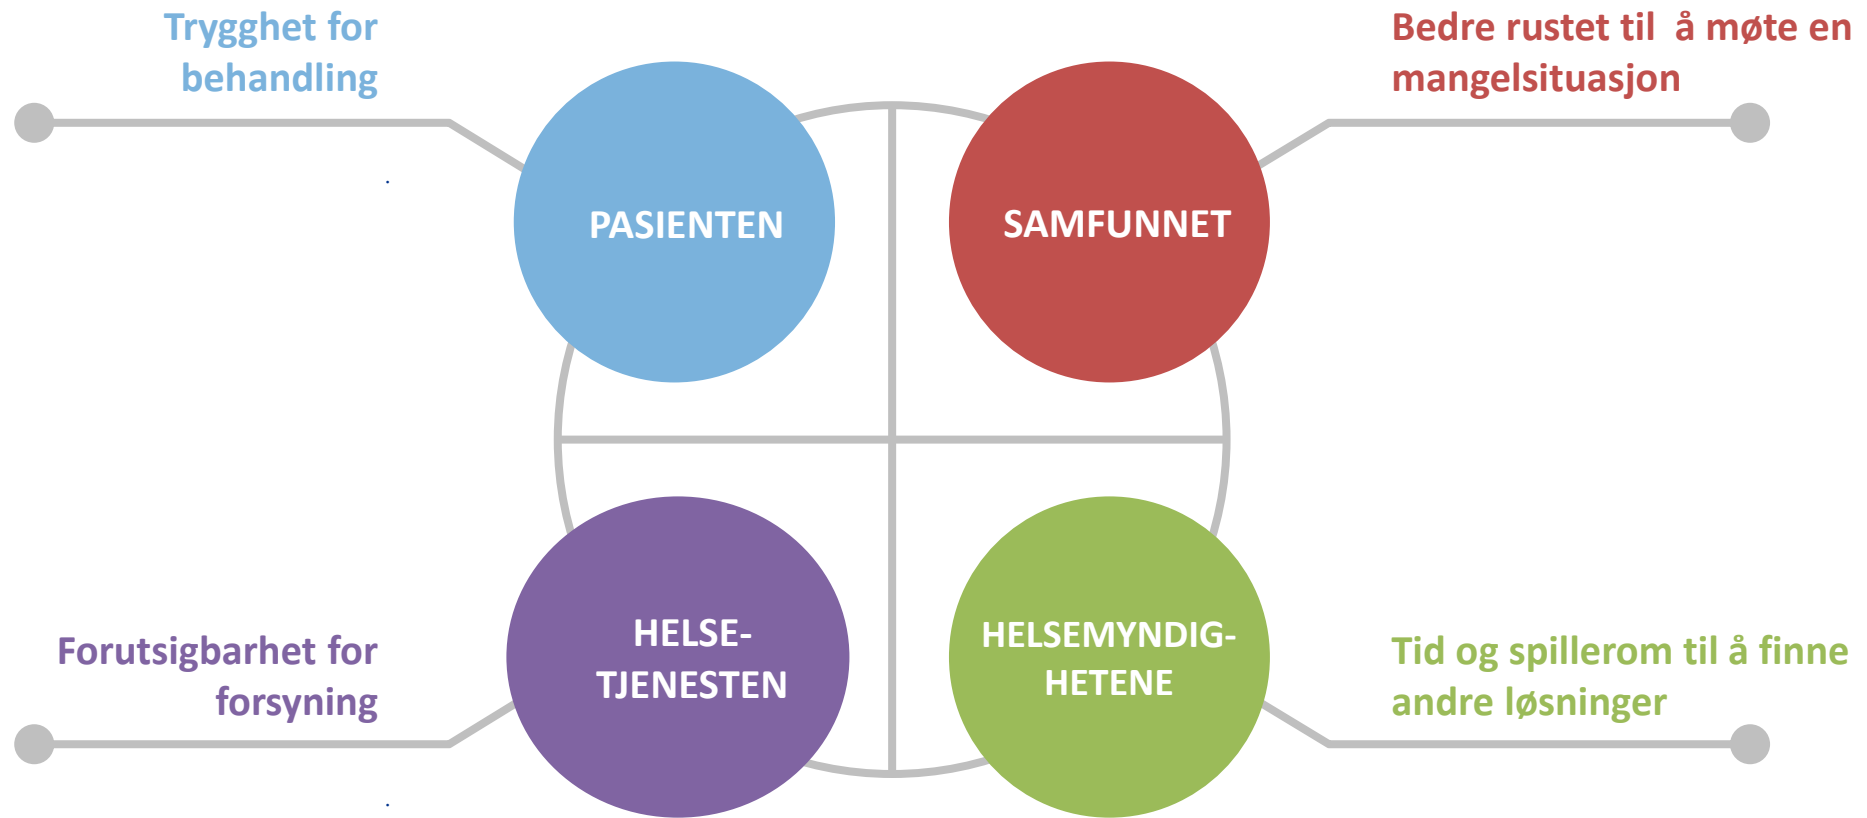 Trygghet for
behandling
Bedre rustet til  å møte en
mangelsituasjon
PASIENTEN
SAMFUNNET
HELSE-
TJENESTEN
HELSEMYNDIG-
HETENE
Forutsigbarhet for
forsyning
Tid og spillerom til å finne
andre løsninger